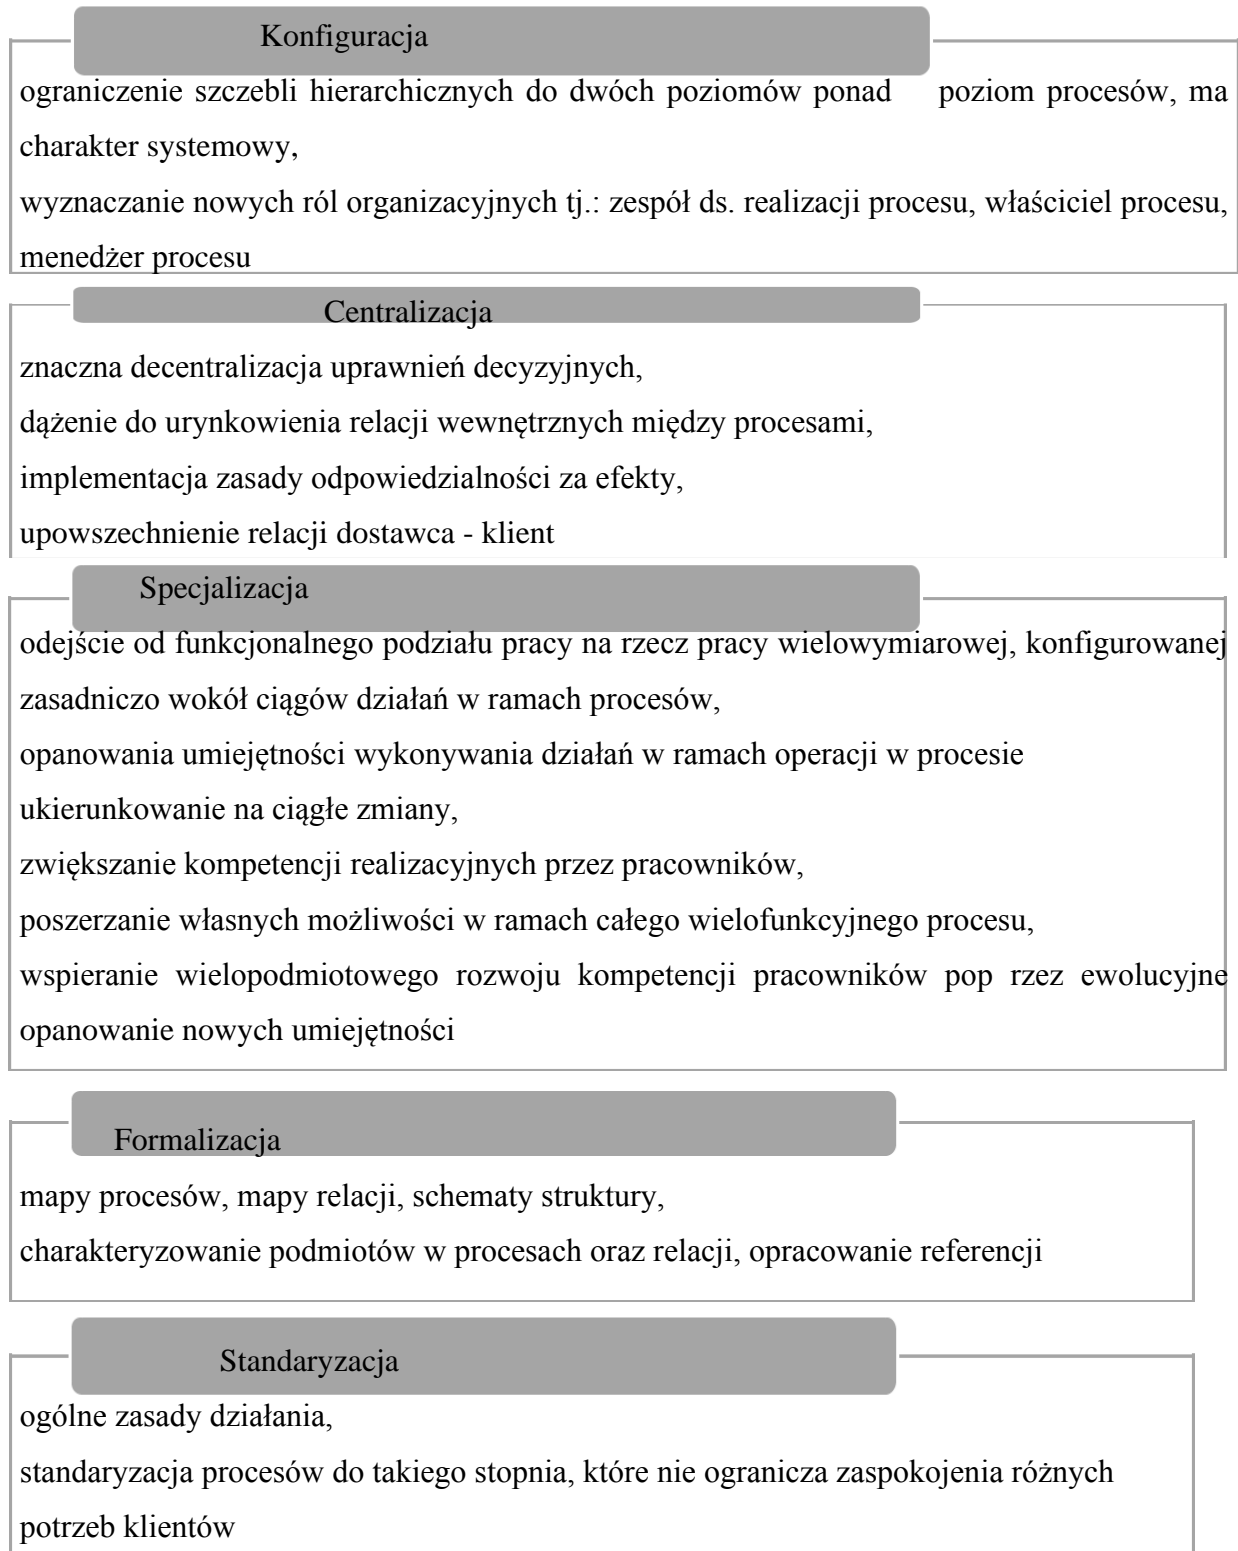 Konfiguracja
ograniczenie szczebli hierarchicznych do dwóch poziomów ponad poziom procesów, ma
charakter systemowy,
wyznaczanie nowych ról organizacyjnych tj.: zespół ds. realizacji procesu, właściciel procesu,
menedżer procesu
Centralizacja
znaczna decentralizacja uprawnień decyzyjnych,
dążenie do urynkowienia relacji wewnętrznych między procesami,
implementacja zasady odpowiedzialności za efekty,
upowszechnienie relacji dostawca - klient
Specjalizacja
odejście od funkcjonalnego podziału pracy na rzecz pracy wielowymiarowej, konfigurowanej
zasadniczo wokół ciągów działań w ramach procesów,
opanowania umiejętności wykonywania działań w ramach operacji w procesie
ukierunkowanie na ciągłe zmiany,
zwiększanie kompetencji realizacyjnych przez pracowników,
poszerzanie własnych możliwości w ramach całego wielofunkcyjnego procesu,
wspieranie wielopodmiotowego rozwoju kompetencji pracowników pop rzez ewolucyjne
opanowanie nowych umiejętności
Formalizacja
mapy procesów, mapy relacji, schematy struktury,
charakteryzowanie podmiotów w procesach oraz relacji, opracowanie referencji
Standaryzacja
ogólne zasady działania,
standaryzacja procesów do takiego stopnia, które nie ogranicza zaspokojenia różnych
potrzeb klientów